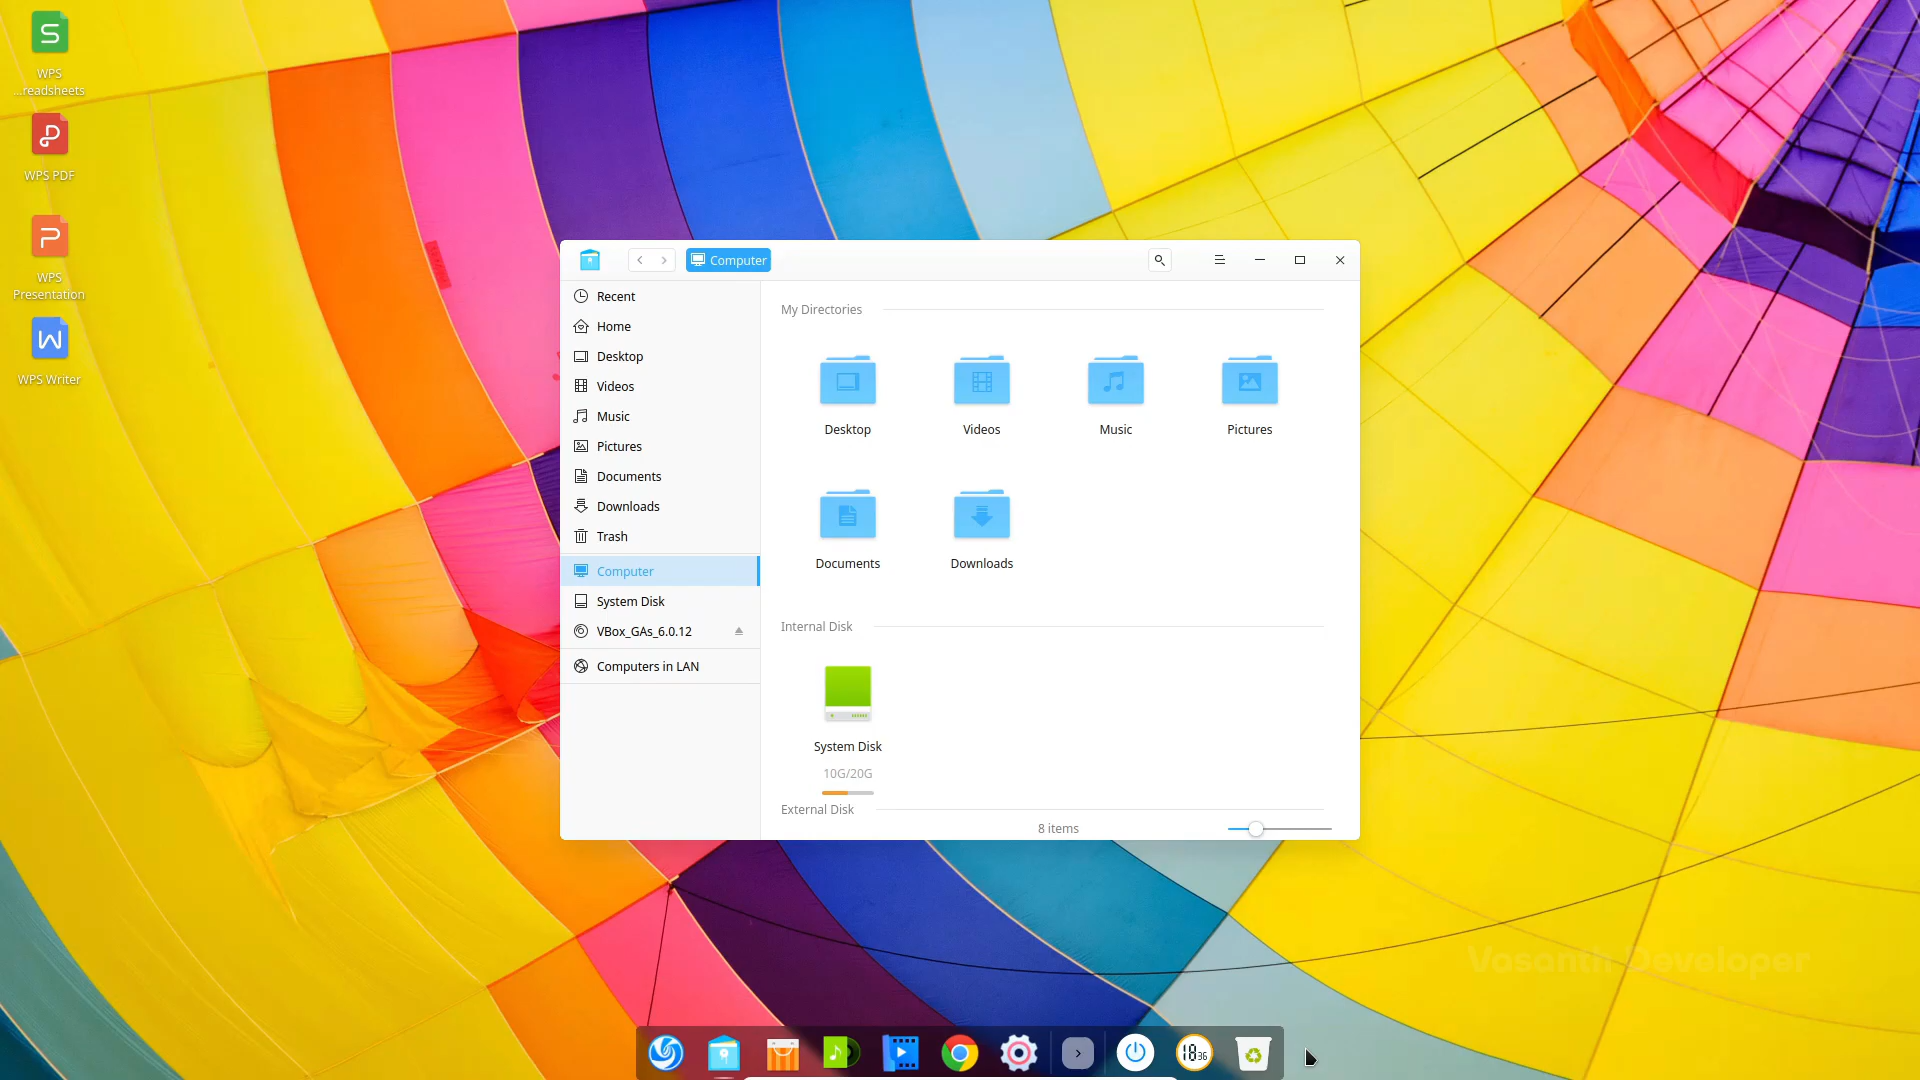 WPS
...readsheets
WPS PDF
WPS
Presentation
WPS Writer
Computer
Recent
Home
Desktop
Videos
Music
Pictures
Documents
Downloads
Trash
Computer
System Disk
VBox_GAs_6.0.12
Computers in LAN
My Directories
Desktop
Videos
Music
Pictures
Documents
Downloads
Internal Disk
System Disk
10G/20G
External Disk
8 items
Vasanth Developer
18 36